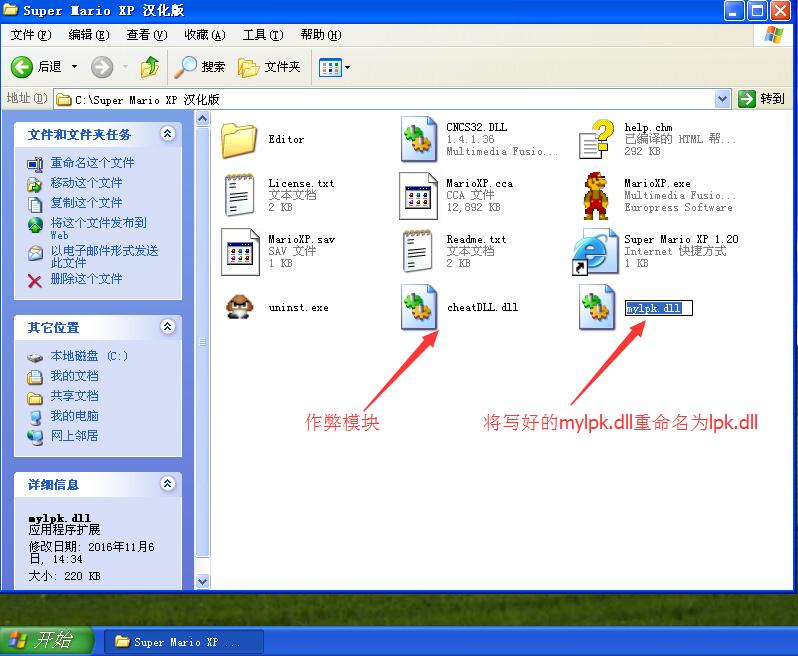 Super Mario XP 汉化版
文件(F) 编辑(E) 查看(V) 收藏(A) 工具(T) 帮助(H)
后退 搜索 文件夹
地址(D) C:\Super Mario XP 汉化版 转到
文件和文件夹任务
重命名这个文件
移动这个文件
复制这个文件
将这个文件发布到
Web
以电子邮件形式发送
此文件
删除这个文件
其它位置
本地磁盘 (C:)
我的文档
共享文档
我的电脑
网上邻居
详细信息
mylpk.dll
应用程序扩展
修改日期: 2016年11月6
日, 14:34
大小: 220 KB
Editor
CNCS32.DLL
1.4.1.36
Multimedia Fusio...
help.chm
已编译的 HTML 帮...
292 KB
License.txt
文本文档
2 KB
MarioXP.cca
CCA 文件
12,892 KB
MarioXP.exe
Multimedia Fusio...
Europress Software
MarioXP.sav
SAV 文件
1 KB
Readme.txt
文本文档
2 KB
Super Mario XP 1.20
Internet 快捷方式
1 KB
uninst.exe
cheatDLL.dll
mylpk.dll
作弊模块
将写好的mylpk.dll重命名为lpk.dll
开始
Super Mario XP ...